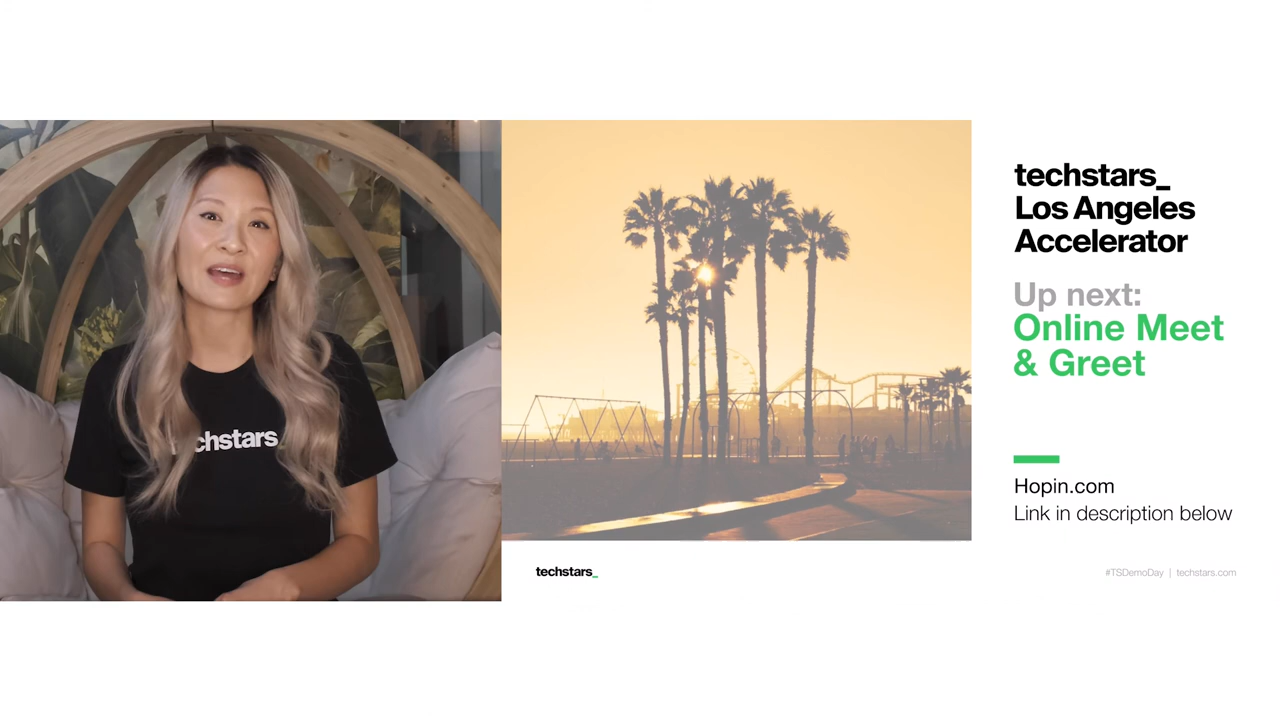 techstars
techstars_
Los Angeles
Accelerator
Up next:
Online Meet
& Greet
Hopin.com
Link in description below
techstars_
#TSDemoDay | techstars.com